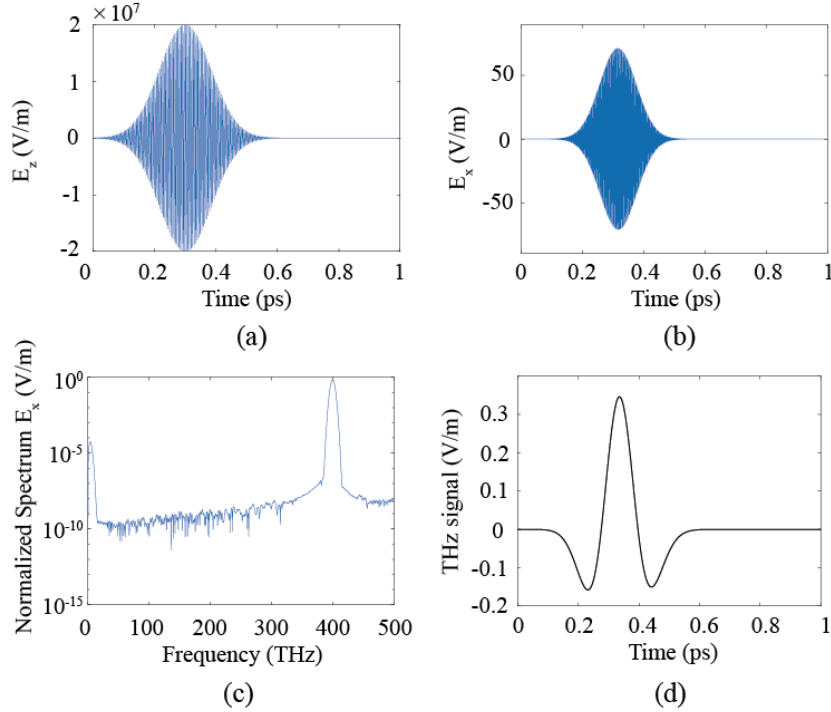 2 ×10⁷
1
0
-1
-2
E_z (V/m)
0 0.2 0.4 0.6 0.8 1
Time (ps)
(a)
50
0
-50
E_x (V/m)
0 0.2 0.4 0.6 0.8 1
Time (ps)
(b)
10⁰
10⁻⁵
10⁻¹⁰
10⁻¹⁵
Normalized Spectrum E_x (V/m)
0 100 200 300 400 500
Frequency (THz)
(c)
0.3
0.2
0.1
0
-0.1
-0.2
THz signal (V/m)
0 0.2 0.4 0.6 0.8 1
Time (ps)
(d)